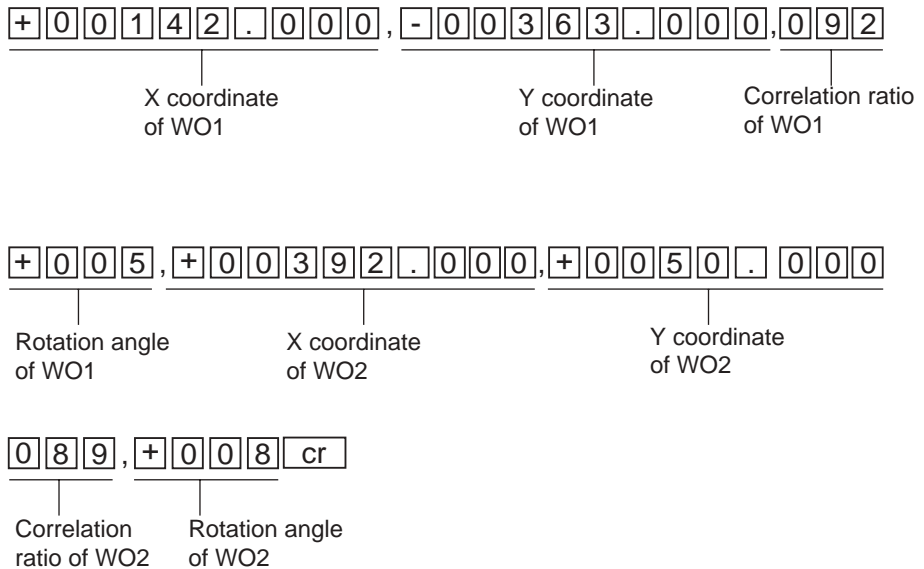 +00142.000,-00363.000,092
X coordinate
of WO1
Y coordinate
of WO1
Correlation ratio
of WO1
+005,+00392.000,+0050.000
Rotation angle
of WO1
X coordinate
of WO2
Y coordinate
of WO2
089,+008 cr
Correlation
ratio of WO2
Rotation angle
of WO2